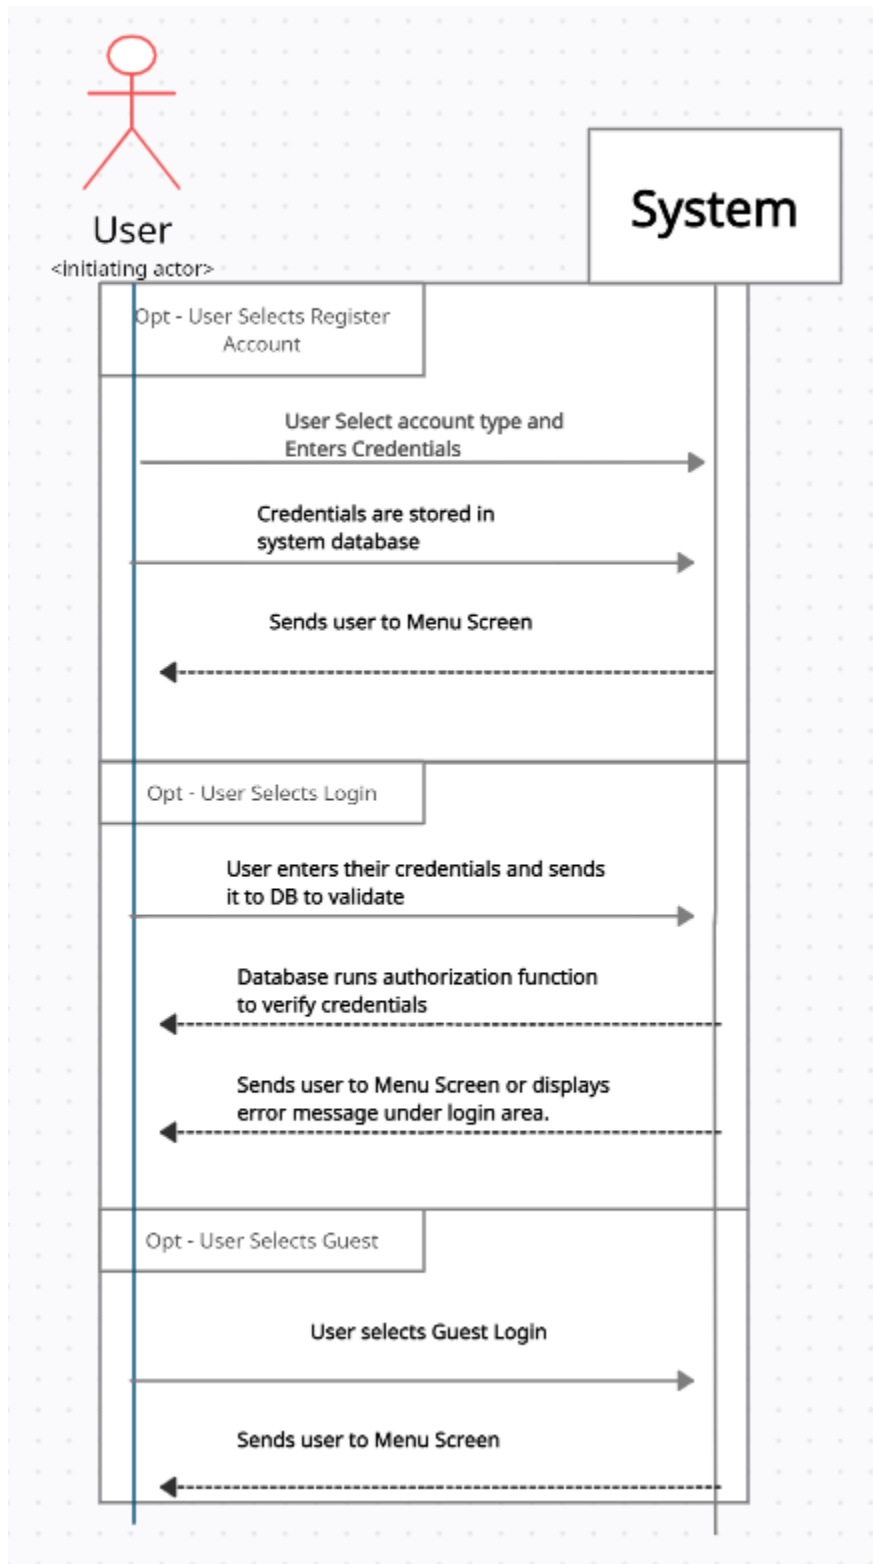 System
User
<initiating actor>
Opt - User Selects Register
Account
User Select account type and
Enters Credentials
Credentials are stored in
system database
Sends user to Menu Screen
Opt - User Selects Login
User enters their credentials and sends
it to DB to validate
Database runs authorization function
to verify credentials
Sends user to Menu Screen or displays
error message under login area.
Opt - User Selects Guest
User selects Guest Login
Sends user to Menu Screen